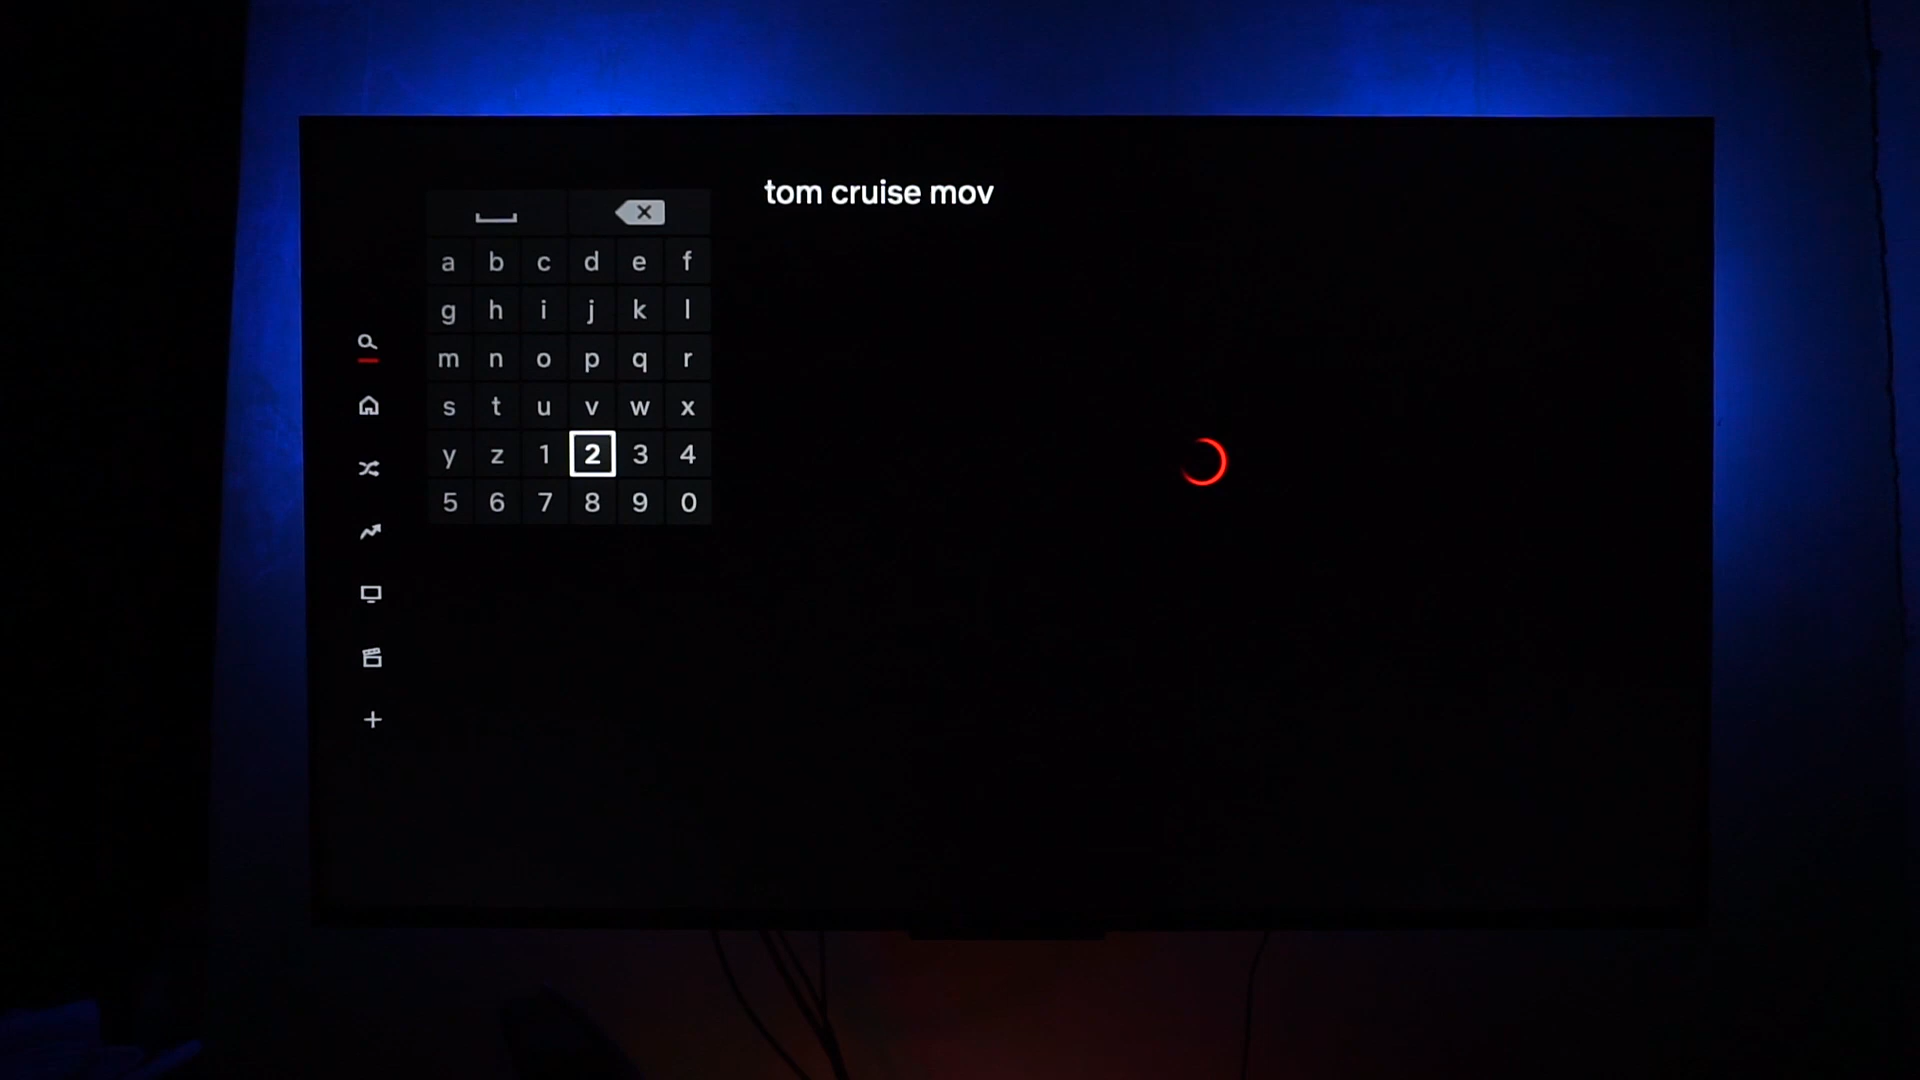 tom cruise mov
a b c d e f
g h i j k l
m n o p q r
s t u v w x
y z 1 2 3 4
5 6 7 8 9 0